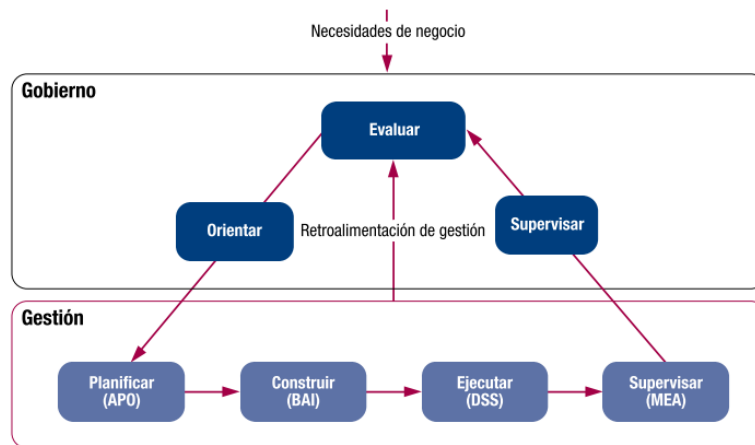 Necesidades de negocio
Gobierno
Evaluar
Orientar
Retroalimentación de gestión
Supervisar
Gestión
Planificar
(APO)
Construir
(BAI)
Ejecutar
(DSS)
Supervisar
(MEA)